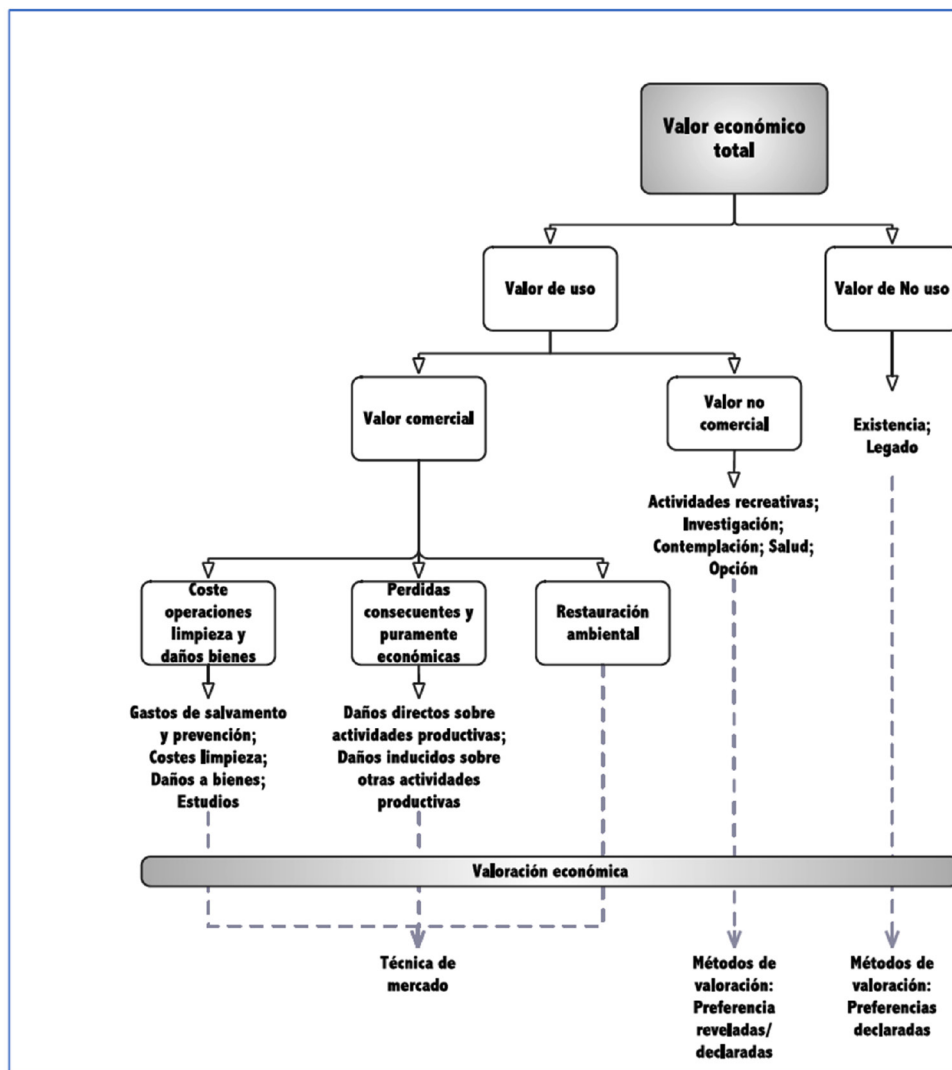 Valor económico
total
Valor de uso
Valor de No uso
Valor comercial
Valor no
comercial
Existencia;
Legado
Actividades recreativas;
Investigación;
Contemplación; Salud;
Opción
Coste
operaciones
limpieza y
daños bienes
Perdidas
consecuentes y
puramente
económicas
Restauración
ambiental
Gastos de salvamento
y prevención;
Costes limpieza;
Daños a bienes;
Estudios
Daños directos sobre
actividades productivas;
Daños inducidos sobre
otras actividades
productivas
Valoración económica
Técnica de
mercado
Métodos de
valoración:
Preferencia
reveladas/
declaradas
Métodos de
valoración:
Preferencias
declaradas